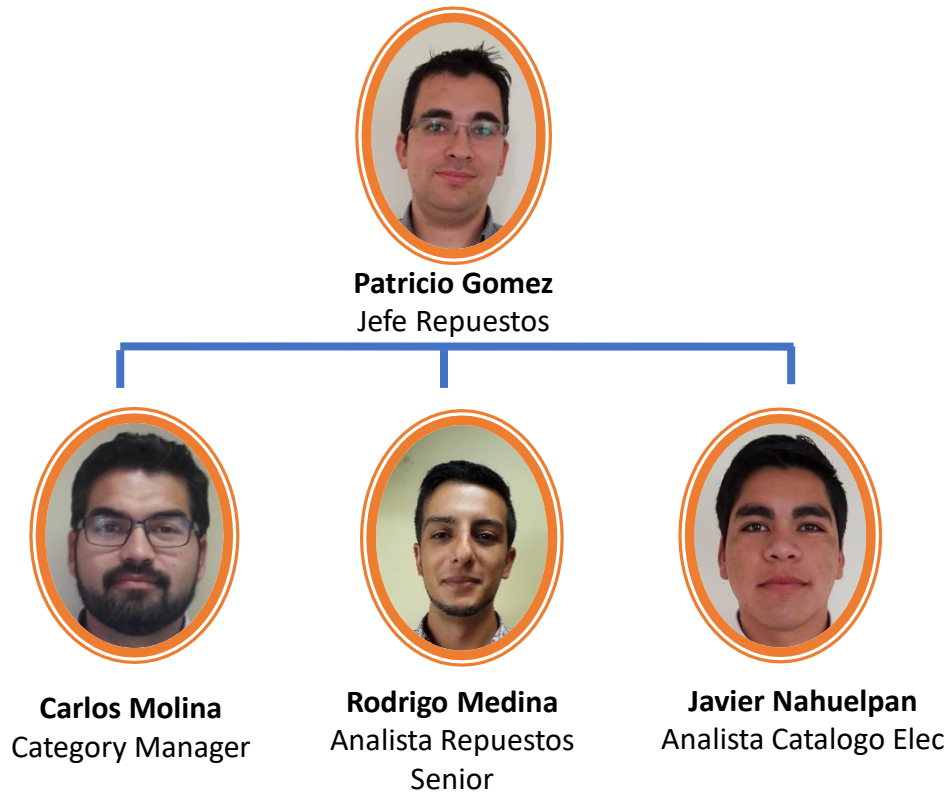 Patricio Gomez
Jefe Repuestos
Carlos Molina
Category Manager
Rodrigo Medina
Analista Repuestos
Senior
Javier Nahuelpan
Analista Catalogo Elec